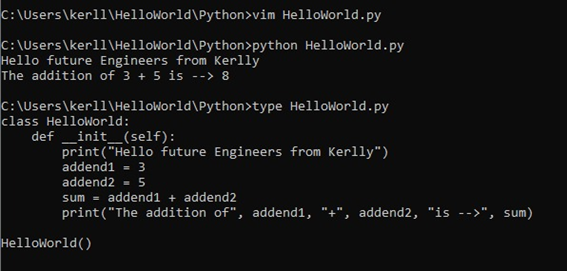 C:\Users\kerll\HelloWorld\Python>vim HelloWorld.py
C:\Users\kerll\HelloWorld\Python>python HelloWorld.py
Hello future Engineers from Kerlly
The addition of 3 + 5 is --> 8
C:\Users\kerll\HelloWorld\Python>type HelloWorld.py
class HelloWorld:
    def __init__(self):
        print("Hello future Engineers from Kerlly")
        addend1 = 3
        addend2 = 5
        sum = addend1 + addend2
        print("The addition of", addend1, "+", addend2, "is -->", sum)
HelloWorld()